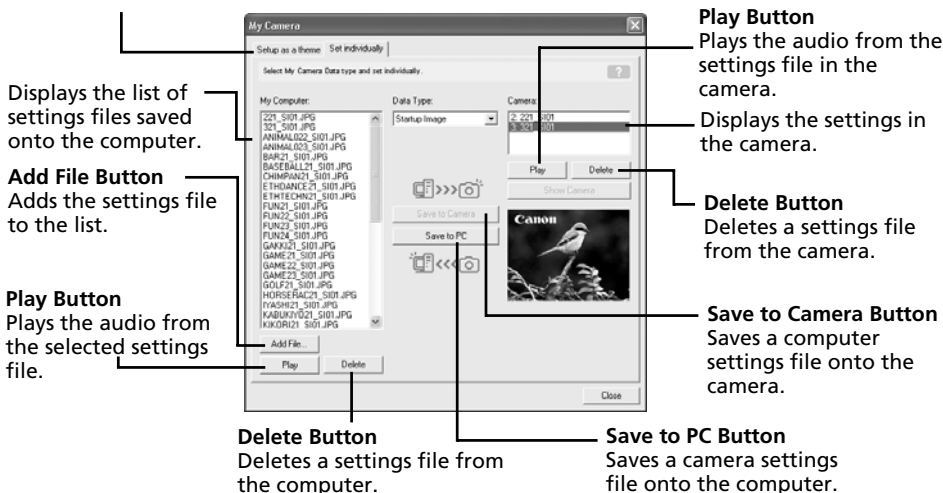 My Camera
Setup as a theme Set individually
Select My Camera Data type and set individually.
?
My Computer:
221_SI01.JPG
321_SI01.JPG
ANIMAL022_SI01.JPG
ANIMAL023_SI01.JPG
BAR21_SI01.JPG
BASEBALL21_SI01.JPG
CHIMPAN21_SI01.JPG
ETHDANCE21_SI01.JPG
ETHTECHN21_SI01.JPG
FUN21_SI01.JPG
FUN22_SI01.JPG
FUN23_SI01.JPG
FUN24_SI01.JPG
GAKKI21_SI01.JPG
GAME21_SI01.JPG
GAME22_SI01.JPG
GAME23_SI01.JPG
GOLF21_SI01.JPG
HORSERAC21_SI01.JPG
IYASHI21_SI01.JPG
KABUKIYO21_SI01.JPG
KIKORI21_SI01.JPG
Add File...
Play Delete
Data Type:
Startup Image
Save to Camera
Save to PC
Camera:
2: 221_SI01
3: 321_SI01
Play Delete
Show Camera
Canon
Close
Displays the list of
settings files saved
onto the computer.
Add File Button
Adds the settings file
to the list.
Play Button
Plays the audio from
the selected settings
file.
Delete Button
Deletes a settings file from
the computer.
Play Button
Plays the audio from the
settings file in the
camera.
Displays the settings in
the camera.
Delete Button
Deletes a settings file
from the camera.
Save to Camera Button
Saves a computer
settings file onto the
camera.
Save to PC Button
Saves a camera settings
file onto the computer.